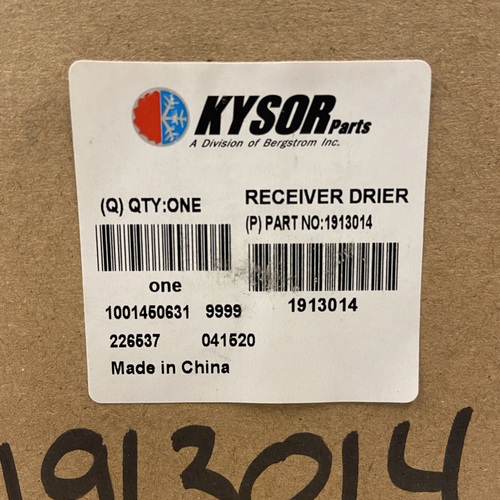 KYSOR Parts
A Division of Bergstrom Inc.
RECEIVER DRIER
(Q) QTY:ONE
(P) PART NO:1913014
one
1913014
1001450631 9999
226537 041520
Made in China
1913014